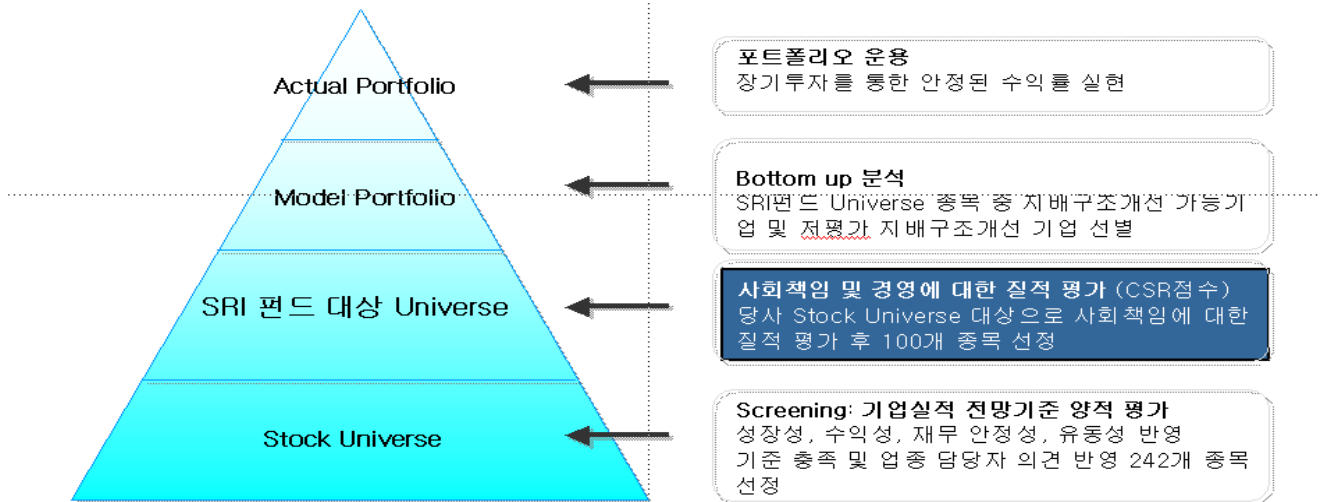 Actual Portfolio
포트폴리오 운용
장기투자를 통한 안정된 수익률 실현
Model Portfolio
Bottom up 분석
SRI펀드 Universe 종목 중 지배구조개선 가능기
업 및 저평가 지배구조개선 기업 선별
SRI 펀드 대상 Universe
사회책임 및 경영에 대한 질적 평가 (CSR점수)
당사 Stock Universe 대상으로 사회책임에 대한
질적 평가 후 100개 종목 선정
Stock Universe
Screening: 기업실적 전망기준 양적 평가
성장성, 수익성, 재무 안정성, 유동성 반영
기준 충족 및 업종 담당자 의견 반영 242개 종목
선정